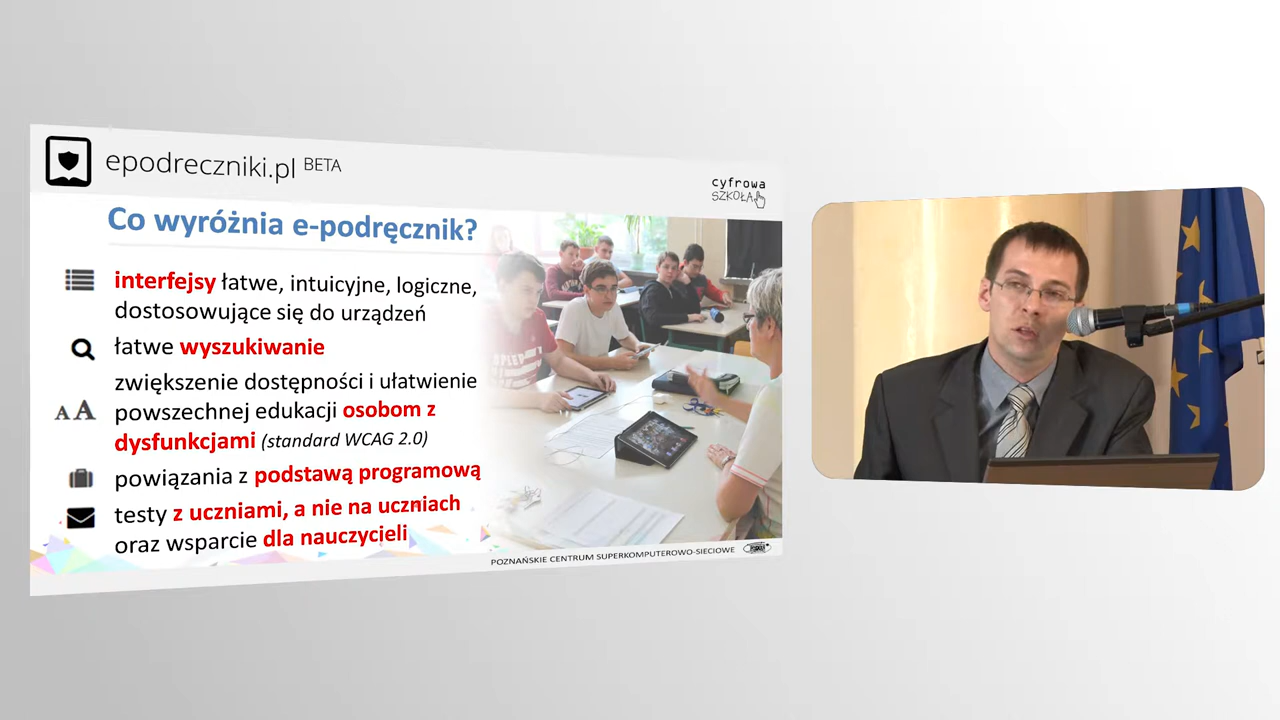 epodreczniki.pl BETA
cyfrowa
SZKOŁA
Co wyróżnia e-podręcznik?
interfejsy łatwe, intuicyjne, logiczne,
dostosowujące się do urządzeń
łatwe wyszukiwanie
zwiększenie dostępności i ułatwienie
AA powszechnej edukacji osobom z
dysfunkcjami (standard WCAG 2.0)
powiązania z podstawą programową
testy z uczniami, a nie na uczniach
oraz wsparcie dla nauczycieli
POZNAŃSKIE CENTRUM SUPERKOMPUTEROWO-SIECIOWE